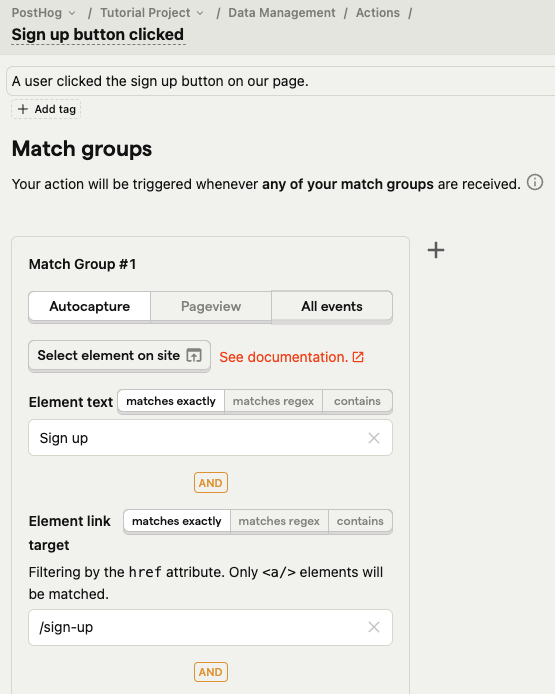 PostHog / Tutorial Project / Data Management / Actions /
Sign up button clicked
A user clicked the sign up button on our page.
+ Add tag
Match groups
Your action will be triggered whenever any of your match groups are received.
Match Group #1
Autocapture Pageview All events
Select element on site See documentation.
Element text matches exactly matches regex contains
Sign up
AND
Element link target matches exactly matches regex contains
Filtering by the href attribute. Only <a/> elements will
be matched.
/sign-up
AND